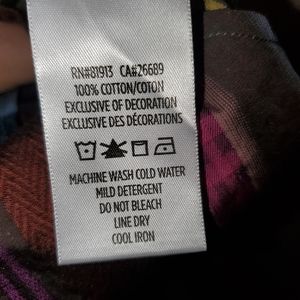 RN#81913 CA#26689
100% COTTON/COTON
EXCLUSIVE OF DECORATION
EXCLUSIVE DES DÉCORATIONS
MACHINE WASH COLD WATER
MILD DETERGENT
DO NOT BLEACH
LINE DRY
COOL IRON